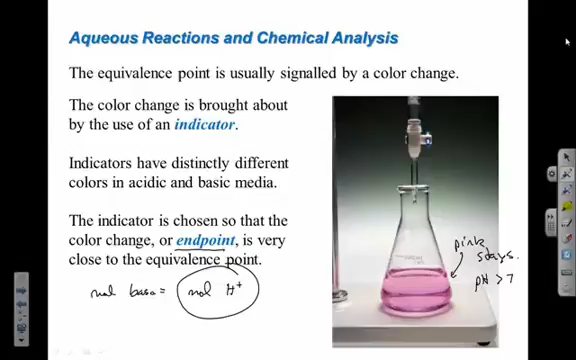 Aqueous Reactions and Chemical Analysis
The equivalence point is usually signalled by a color change.
The color change is brought about
by the use of an indicator.
Indicators have distinctly different
colors in acidic and basic media.
The indicator is chosen so that the
color change, or endpoint, is very
close to the equivalence point.
mol base = mol H⁺
pink
stays.
pH > 7